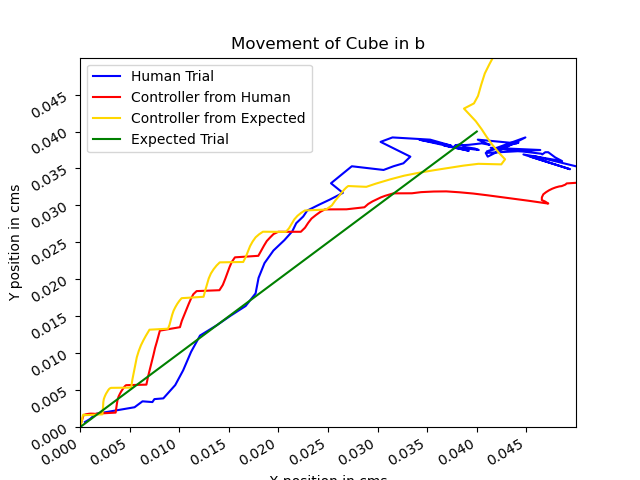 Movement of Cube in b
Human Trial
Controller from Human
Controller from Expected
Expected Trial
Y position in cms
0.045
0.040
0.035
0.030
0.025
0.020
0.015
0.010
0.005
0.000
0.000
0.005
0.010
0.015
0.020
0.025
0.030
0.035
0.040
0.045
position in cms